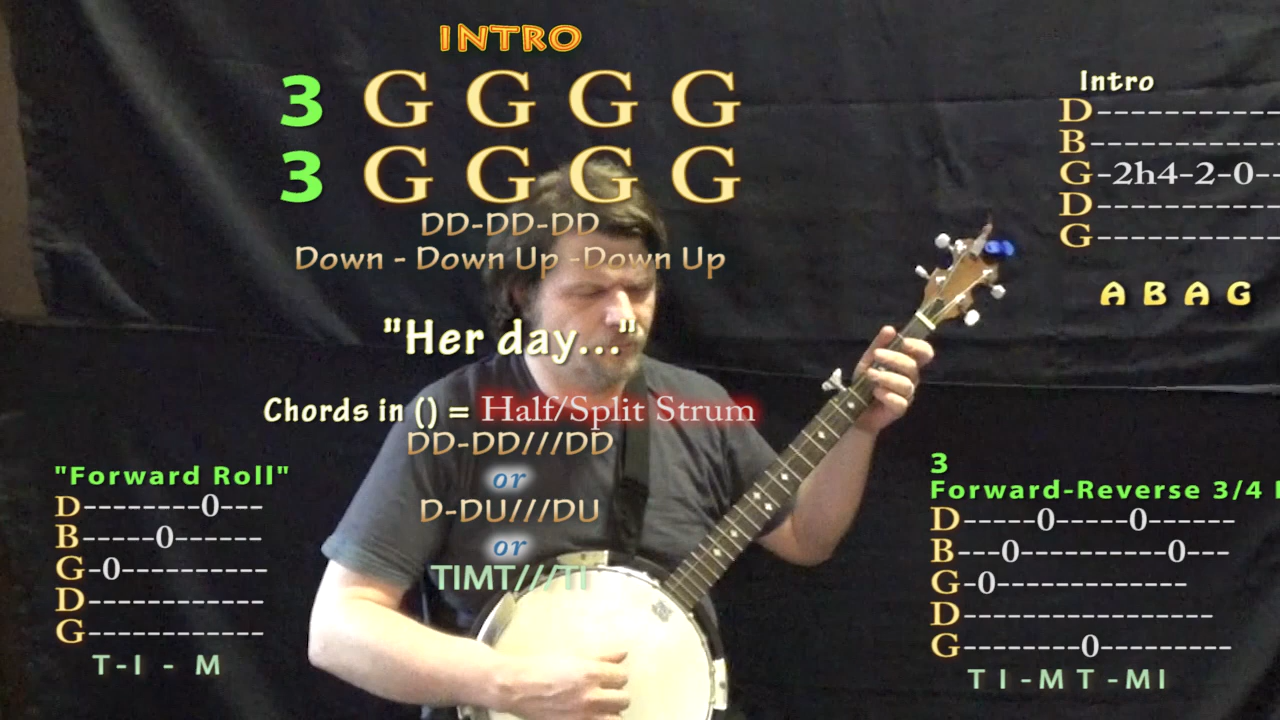 INTRO
3 G G G G
3 G G G G
DD-DD-DD
Down - Down Up -Down Up
"Her day..."
Chords in () = Half/Split Strum
DD-DD///DD
or
D-DU///DU
or
TIMT///TI
Intro
D-----------
B-----------
G-2h4-2-0--
D-----------
G-----------
A B A G
"Forward Roll"
D--------0---
B-----0------
G-0----------
D------------
G------------
T-I - M
3
Forward-Reverse 3/4
D-----0-----0------
B---0---------0---
G-0-------------
D----------------
G--------0---------
T I -M T -M I